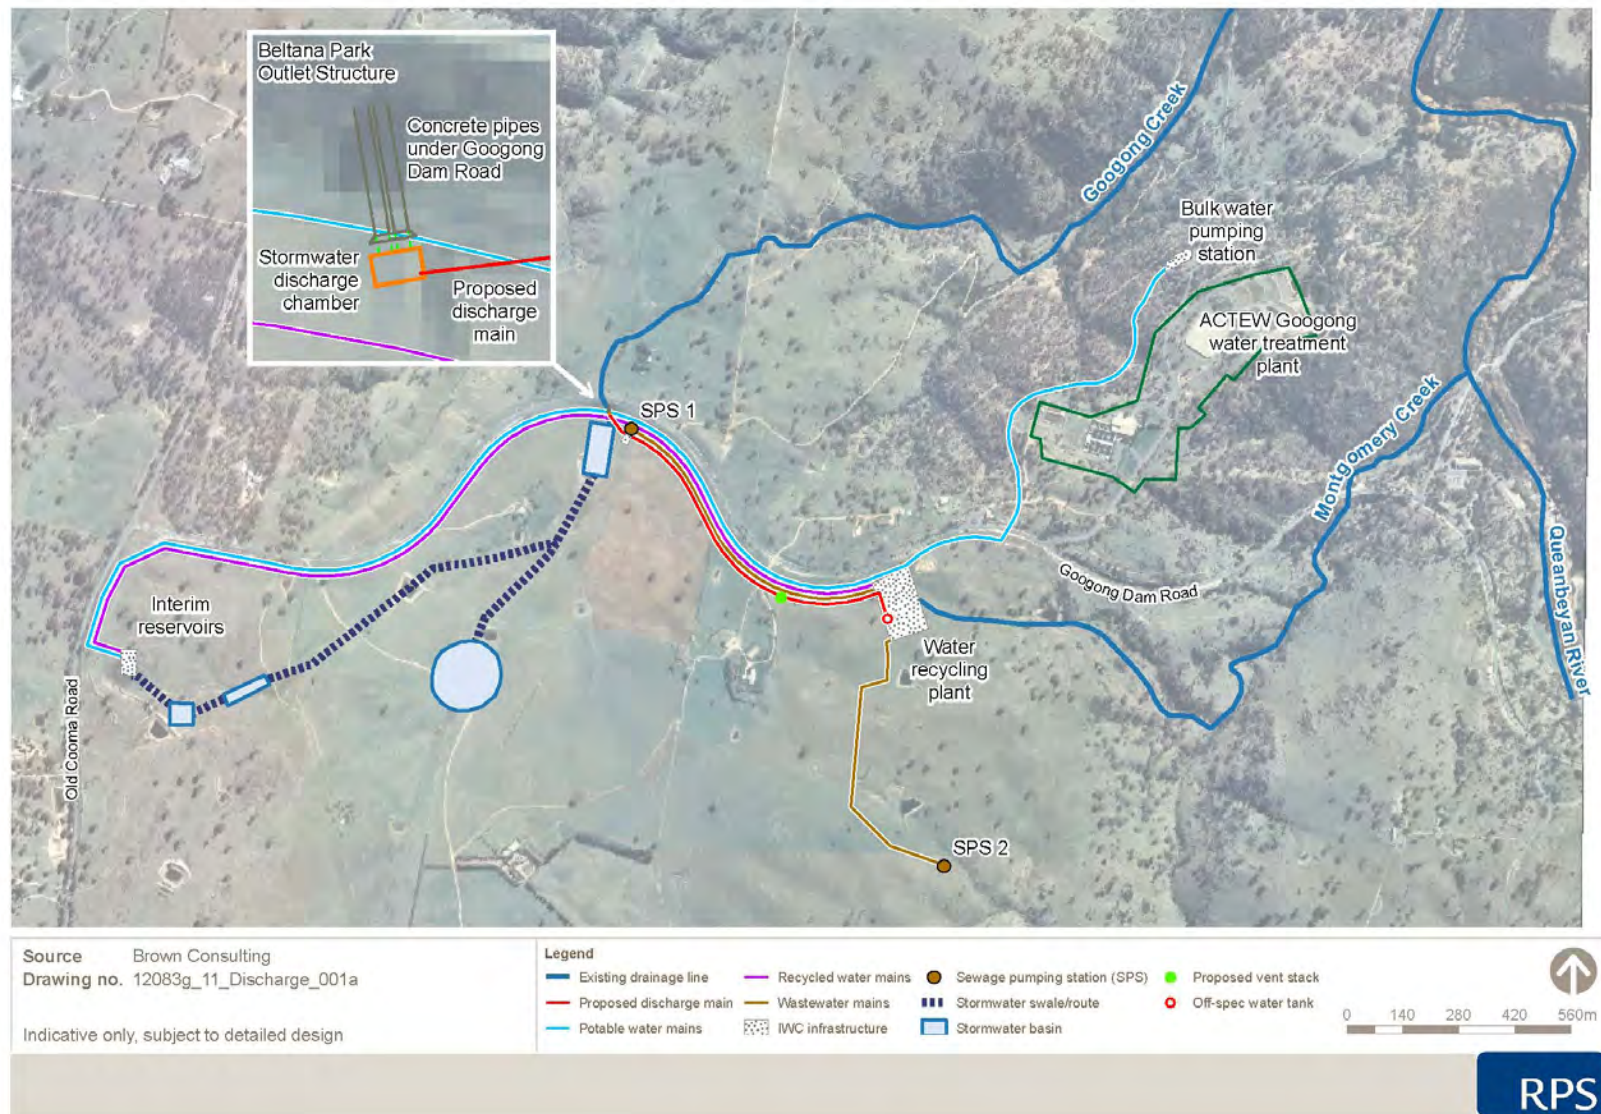 Beltana Park
Outlet Structure
Concrete pipes
under Googong
Dam Road
Stormwater
discharge
chamber
Proposed
discharge
main
Googong Creek
Bulk water
pumping
station
ACTEW Googong
water treatment
plant
SPS 1
Montgomery Creek
Queanbeyan River
Googong Dam Road
Interim
reservoirs
Water
recycling
plant
Old Cooma Road
SPS 2
Source Brown Consulting
Drawing no. 12083g_11_Discharge_001a
Indicative only, subject to detailed design
Legend
Existing drainage line
Proposed discharge main
Potable water mains
Recycled water mains
Wastewater mains
IWC infrastructure
Sewage pumping station (SPS)
Stormwater swale/route
Stormwater basin
Proposed vent stack
Off-spec water tank
0 140 280 420 560m
RPS